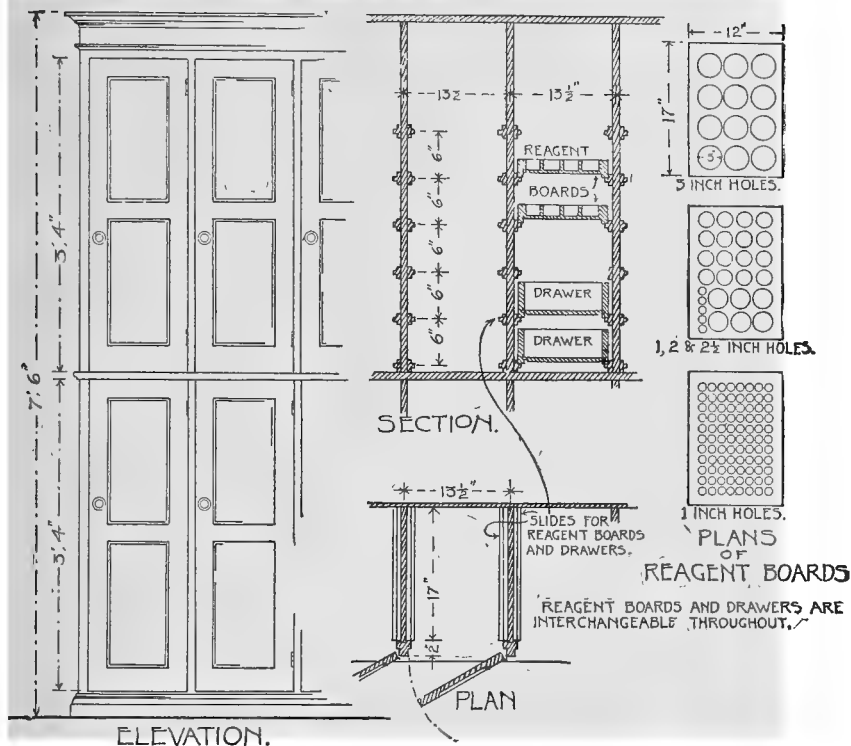 7'.6"
3'.4"
3'.4"
ELEVATION.
13½
13½"
6"
6"
6"
6"
6"
REAGENT
BOARDS
DRAWER
DRAWER
SECTION.
13½"
17"
2"
SLIDES FOR
REAGENT BOARDS
AND DRAWERS.
PLAN
12"
17"
3"
3 INCH HOLES.
1, 2 & 2½ INCH HOLES.
1 INCH HOLES.
PLANS
OF
REAGENT BOARDS
REAGENT BOARDS AND DRAWERS ARE
INTERCHANGEABLE THROUGHOUT.